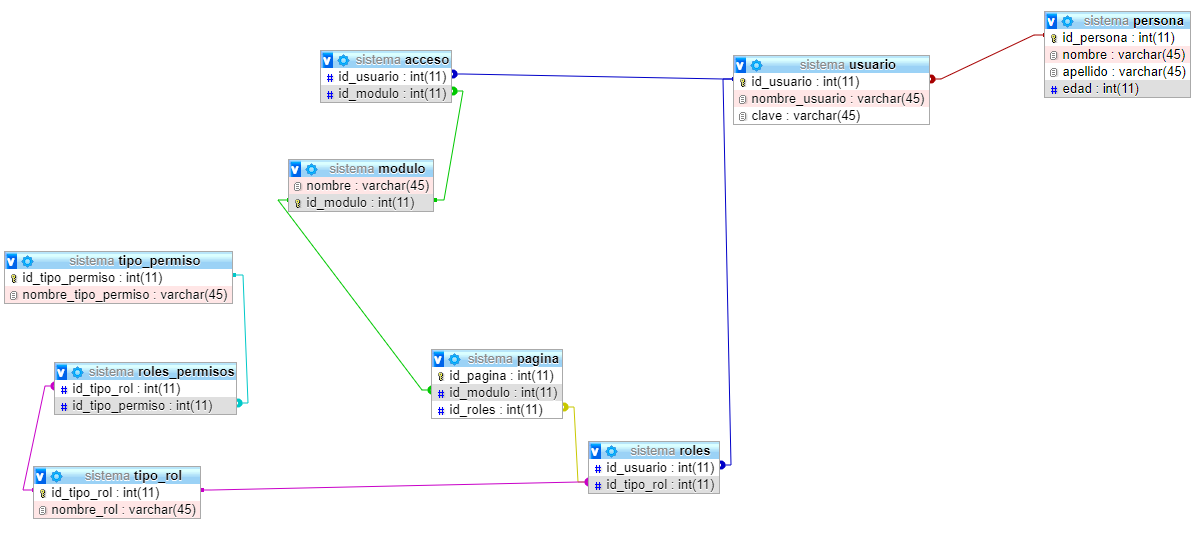 sistema persona
id_persona : int(11)
nombre : varchar(45)
apellido : varchar(45)
edad : int(11)
sistema acceso
id_usuario : int(11)
id_modulo : int(11)
sistema usuario
id_usuario : int(11)
nombre_usuario : varchar(45)
clave : varchar(45)
sistema modulo
nombre : varchar(45)
id_modulo : int(11)
sistema tipo_permiso
id_tipo_permiso : int(11)
nombre_tipo_permiso : varchar(45)
sistema pagina
id_pagina : int(11)
id_modulo : int(11)
id_roles : int(11)
sistema roles_permisos
id_tipo_rol : int(11)
id_tipo_permiso : int(11)
sistema roles
id_usuario : int(11)
id_tipo_rol : int(11)
sistema tipo_rol
id_tipo_rol : int(11)
nombre_rol : varchar(45)